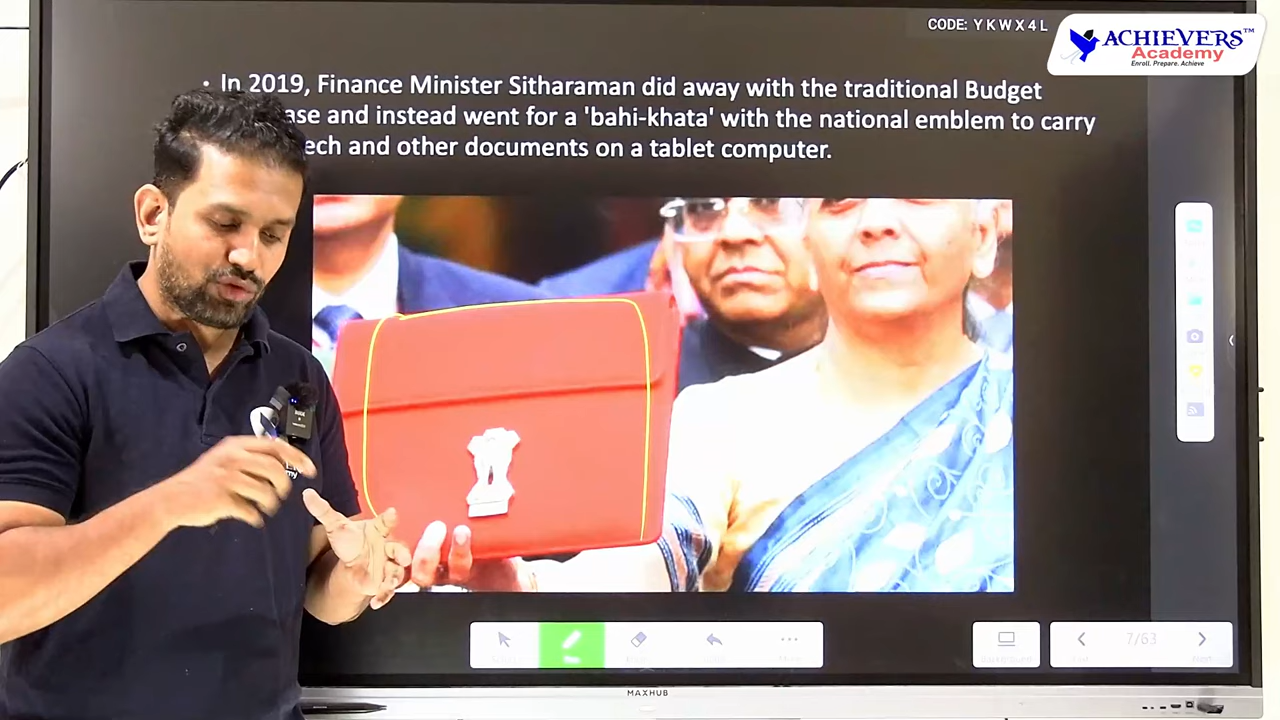 CODE: Y K W X 4 L
ACHIEVERS™
Academy
Enroll. Prepare. Achieve
• In 2019, Finance Minister Sitharaman did away with the traditional Budget
ase and instead went for a 'bahi-khata' with the national emblem to carry
ech and other documents on a tablet computer.
7/63
MAXHUB